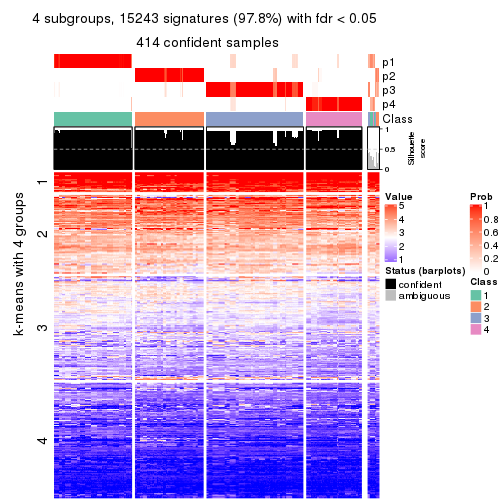 4 subgroups, 15243 signatures (97.8%) with fdr < 0.05
414 confident samples
p1
p2
p3
p4
Class
1
0.5
0
Silhouette
score
k-means with 4 groups
1
2
3
4
Value
5
4
3
2
1
Status (barplots)
confident
ambiguous
Prob
1
0.8
0.6
0.4
0.2
0
Class
1
2
3
4